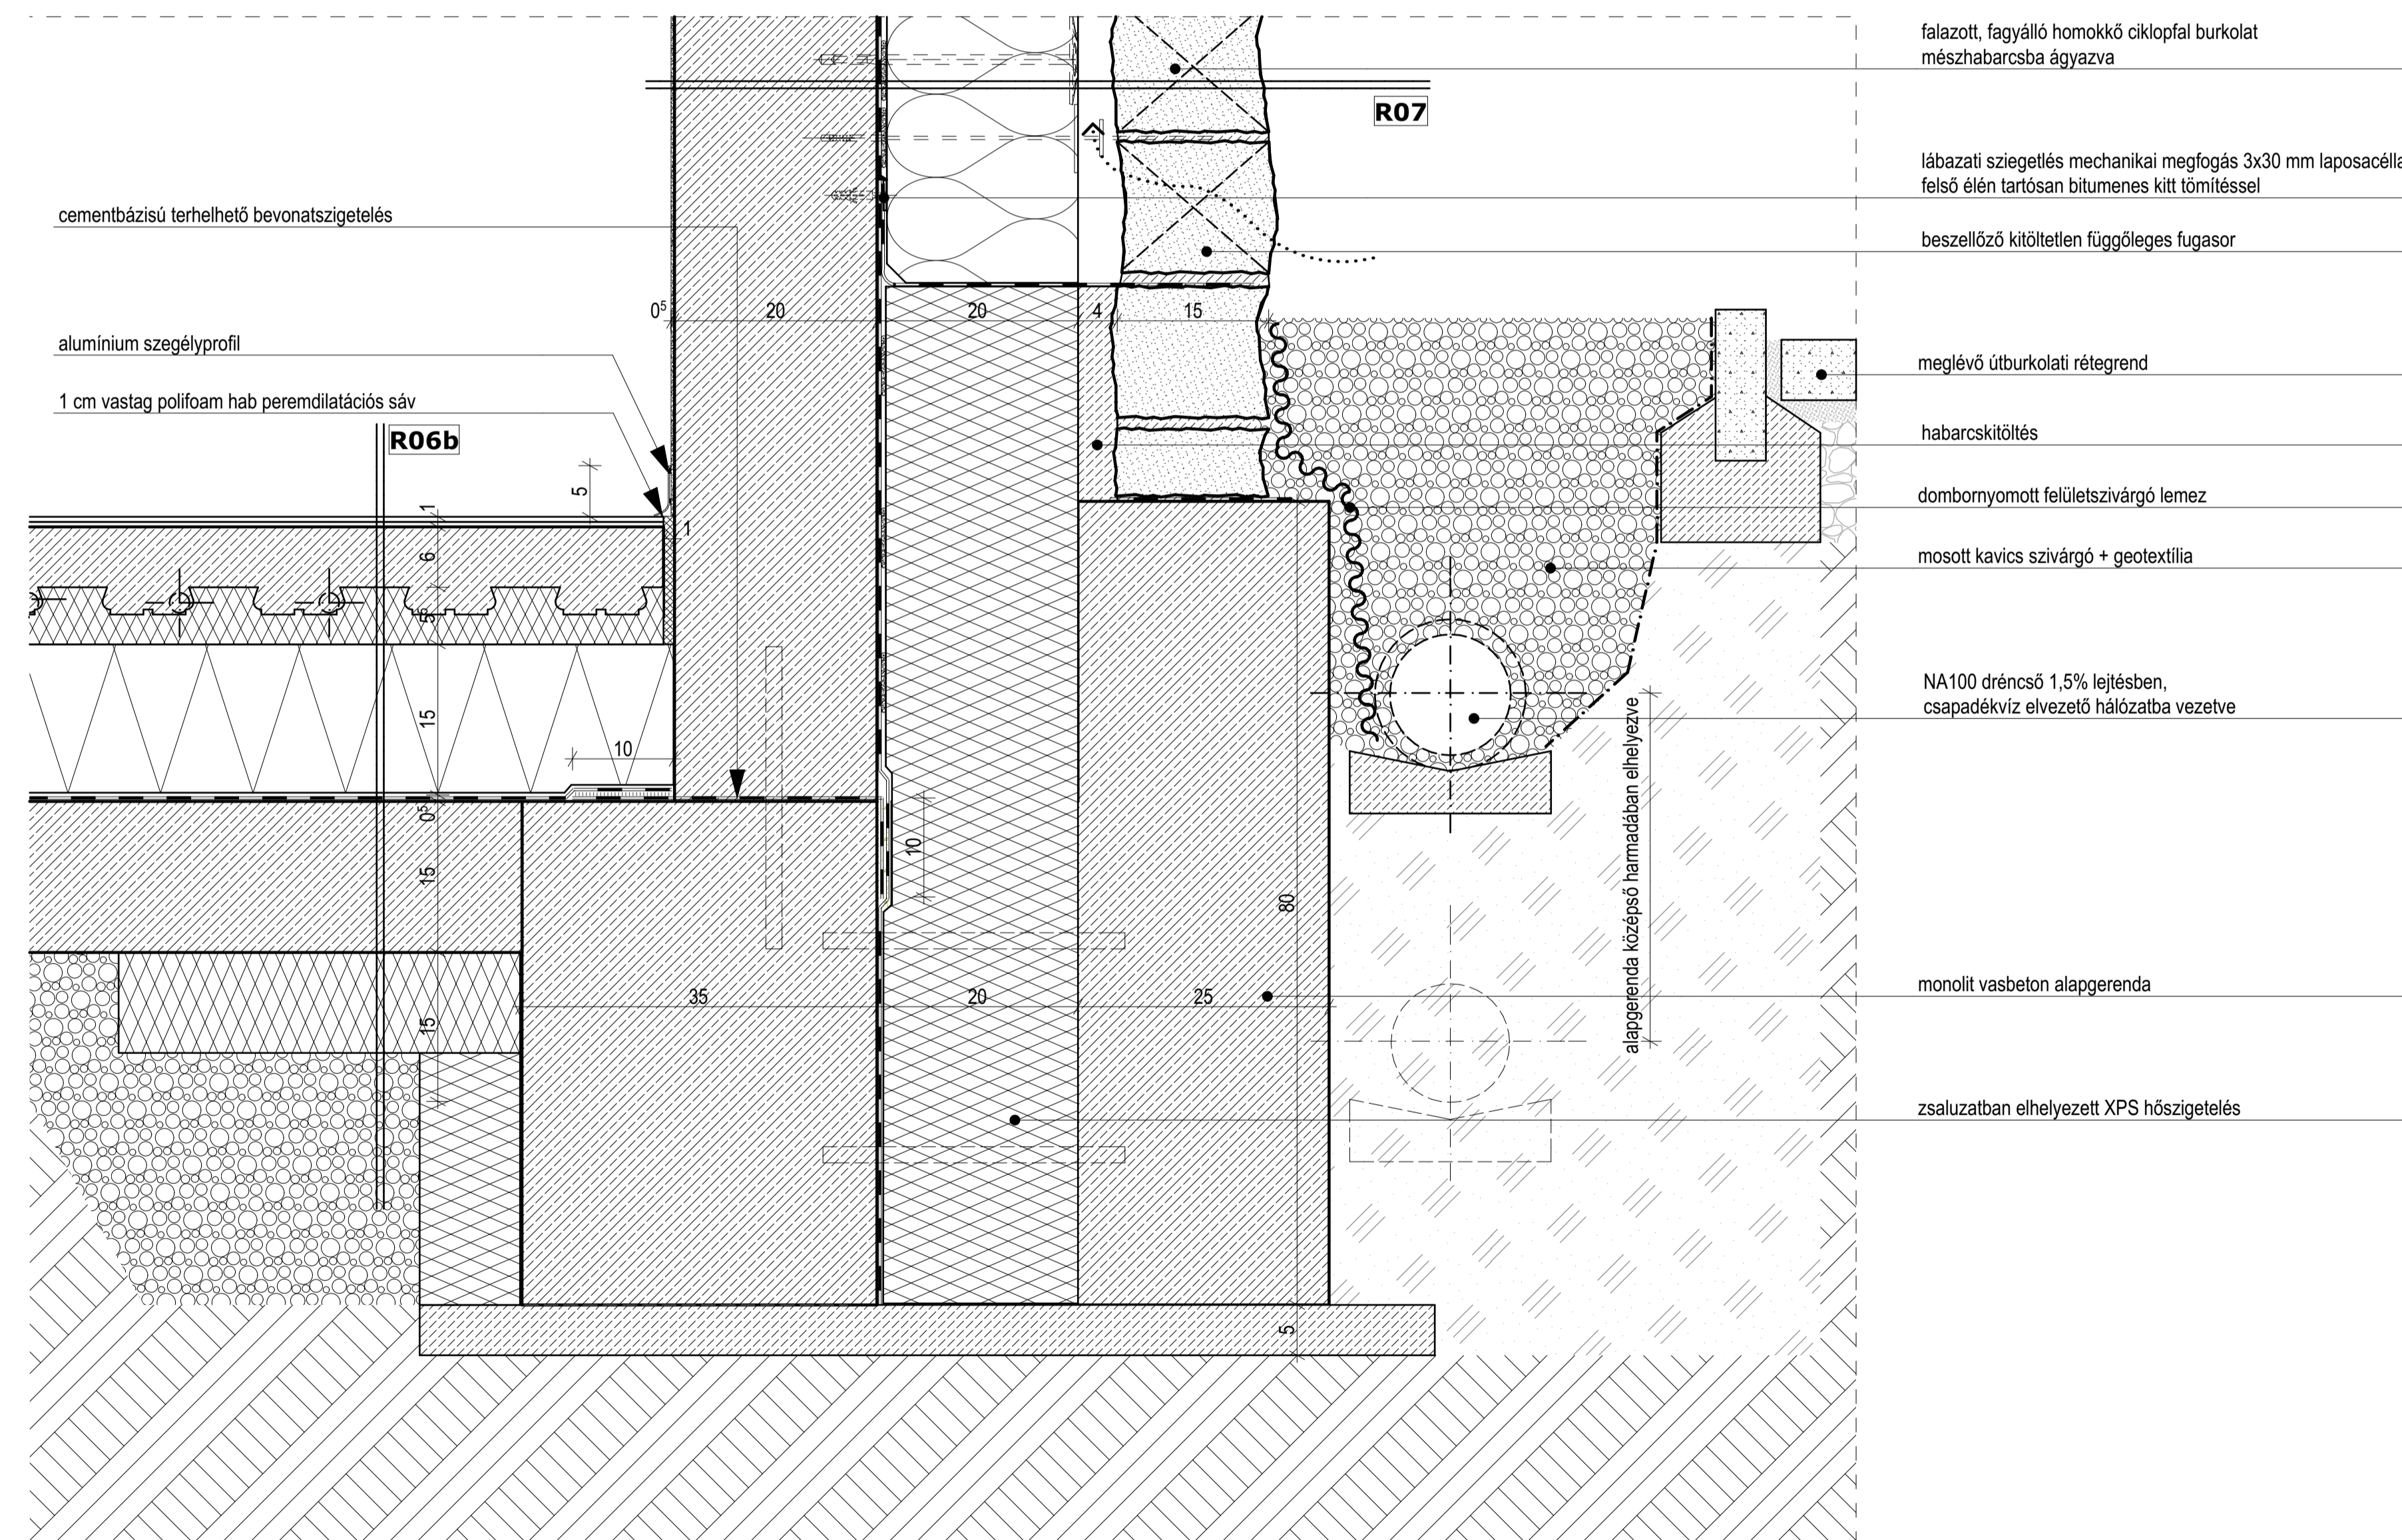 falazott, fagyálló homokkő ciklopfal burkolat
mészhabarcsba ágyazva
R07
lábazati sziegetlés mechanikai megfogás 3x30 mm laposacélla
felső élén tartósan bitumenes kitt tömítéssel
cementbázisú terhelhető bevonatszigetelés
beszellőző kitöltetlen függőleges fugasor
0⁵ 20 20 4 15
alumínium szegélyprofil
meglévő útburkolati rétegrend
1 cm vastag polifoam hab peremdilatációs sáv
R06b
habarcskitöltés
5
dombornyomott felületszivárgó lemez
1
1
6
mosott kavics szivárgó + geotextília
5⁵
NA100 dréncső 1,5% lejtésben,
csapadékvíz elvezető hálózatba vezetve
15
10
0⁵
10
15
80
alapgerenda középső harmadában elhelyezve
monolit vasbeton alapgerenda
35 20 25
15
zsaluzatban elhelyezett XPS hőszigetelés
5